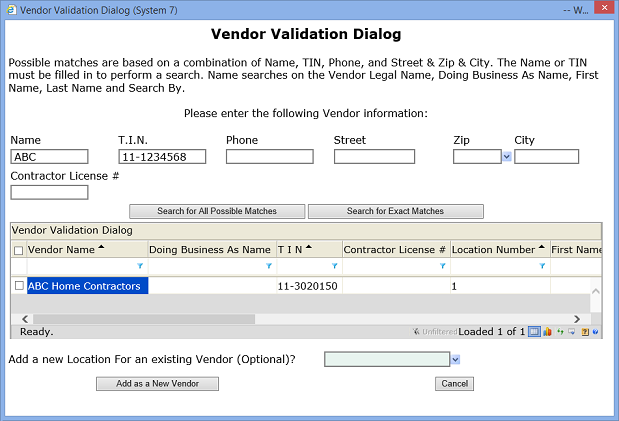 Vendor Validation Dialog (System 7) -- W...
Vendor Validation Dialog
Possible matches are based on a combination of Name, TIN, Phone, and Street & Zip & City. The Name or TIN
must be filled in to perform a search. Name searches on the Vendor Legal Name, Doing Business As Name, First
Name, Last Name and Search By.
Please enter the following Vendor information:
Name T.I.N. Phone Street Zip City
ABC 11-1234568
Contractor License #
Search for All Possible Matches Search for Exact Matches
Vendor Validation Dialog
Vendor Name Doing Business As Name T I N Contractor License # Location Number First Name
ABC Home Contractors 11-3020150 1
Ready. Unfiltered Loaded 1 of 1
Add a new Location For an existing Vendor (Optional)?
Add as a New Vendor Cancel